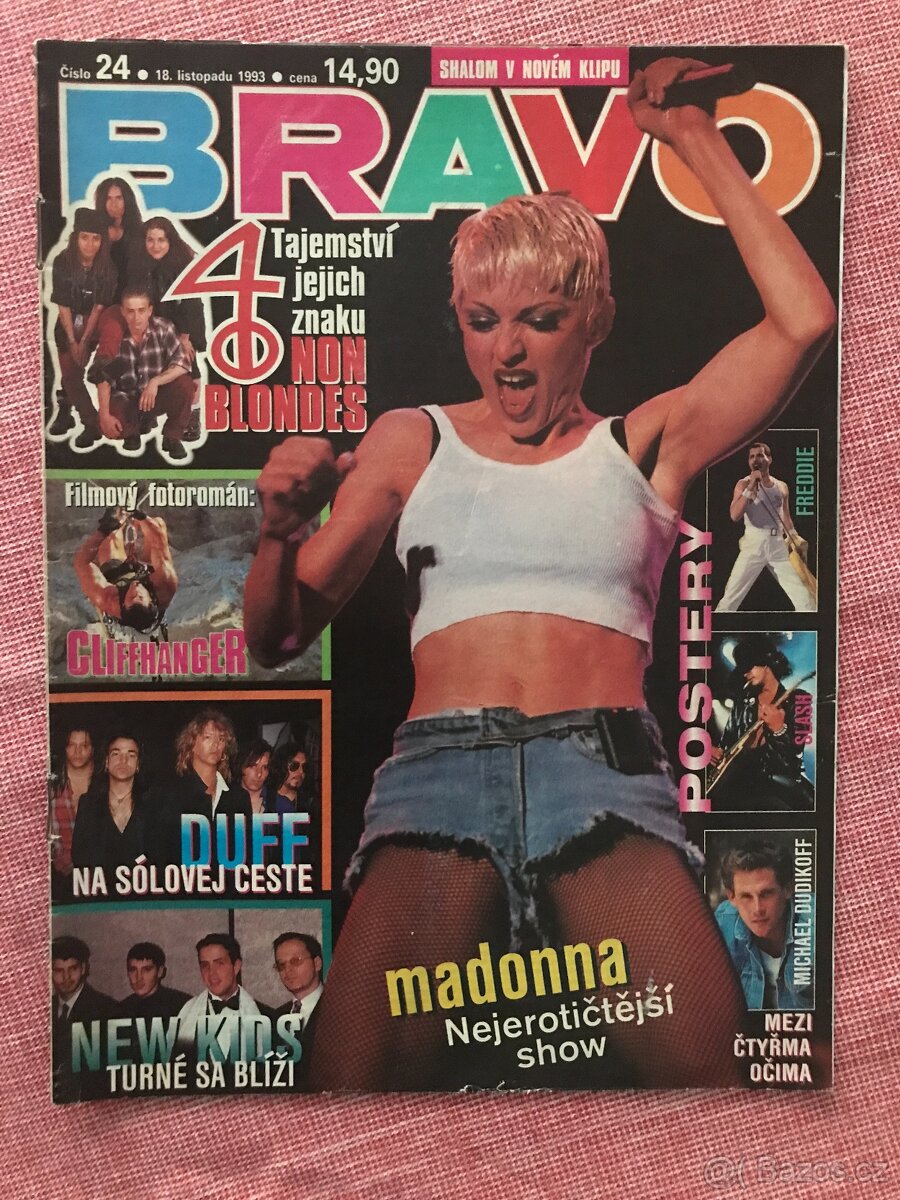 Číslo 24 • 18. listopadu 1993 • cena 14,90
SHALOM V NOVÉM KLIPU
BRAVO
4
Tajemství
jejich
znaku
NON
BLONDES
Filmový fotoromán:
CLIFFHANGER
DUFF
NA SÓLOVEJ CESTE
NEW KIDS
TURNÉ SA BLÍŽI
madonna
Nejerotičtější
show
POSTERY
FREDDIE
SLASH
MICHAEL DUDIKOFF
MEZI
ČTYŘMA
OČIMA
Bazos.cz